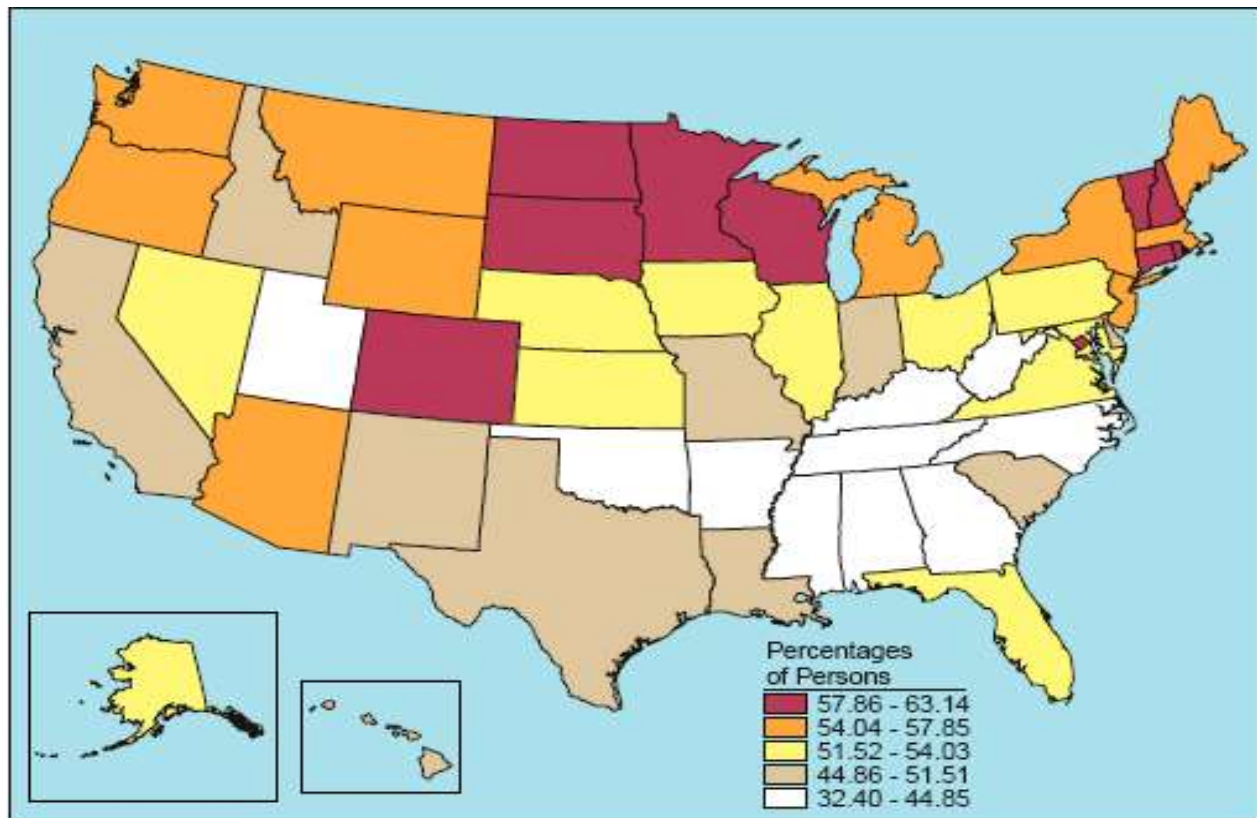 Percentages
of Persons
57.86 - 63.14
54.04 - 57.85
51.52 - 54.03
44.86 - 51.51
32.40 - 44.85